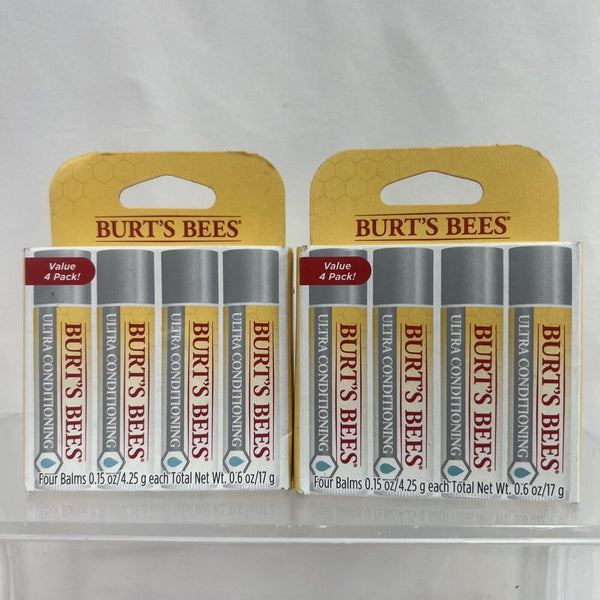 BURT'S BEES®
Value
4 Pack!
ULTRA CONDITIONING
BURT'S BEES
ULTRA CONDITIONING
BURT'S BEES
ULTRA CONDITIONING
BURT'S BEES
ULTRA CONDITIONING
BURT'S BEES
Four Balms 0.15 oz/4.25 g each Total Net Wt. 0.6 oz/17 g
BURT'S BEES®
Value
4 Pack!
ULTRA CONDITIONING
BURT'S BEES
ULTRA CONDITIONING
BURT'S BEES
ULTRA CONDITIONING
BURT'S BEES
ULTRA CONDITIONING
BURT'S BEES
Four Balms 0.15 oz/4.25 g each Total Net Wt. 0.6 oz/17 g